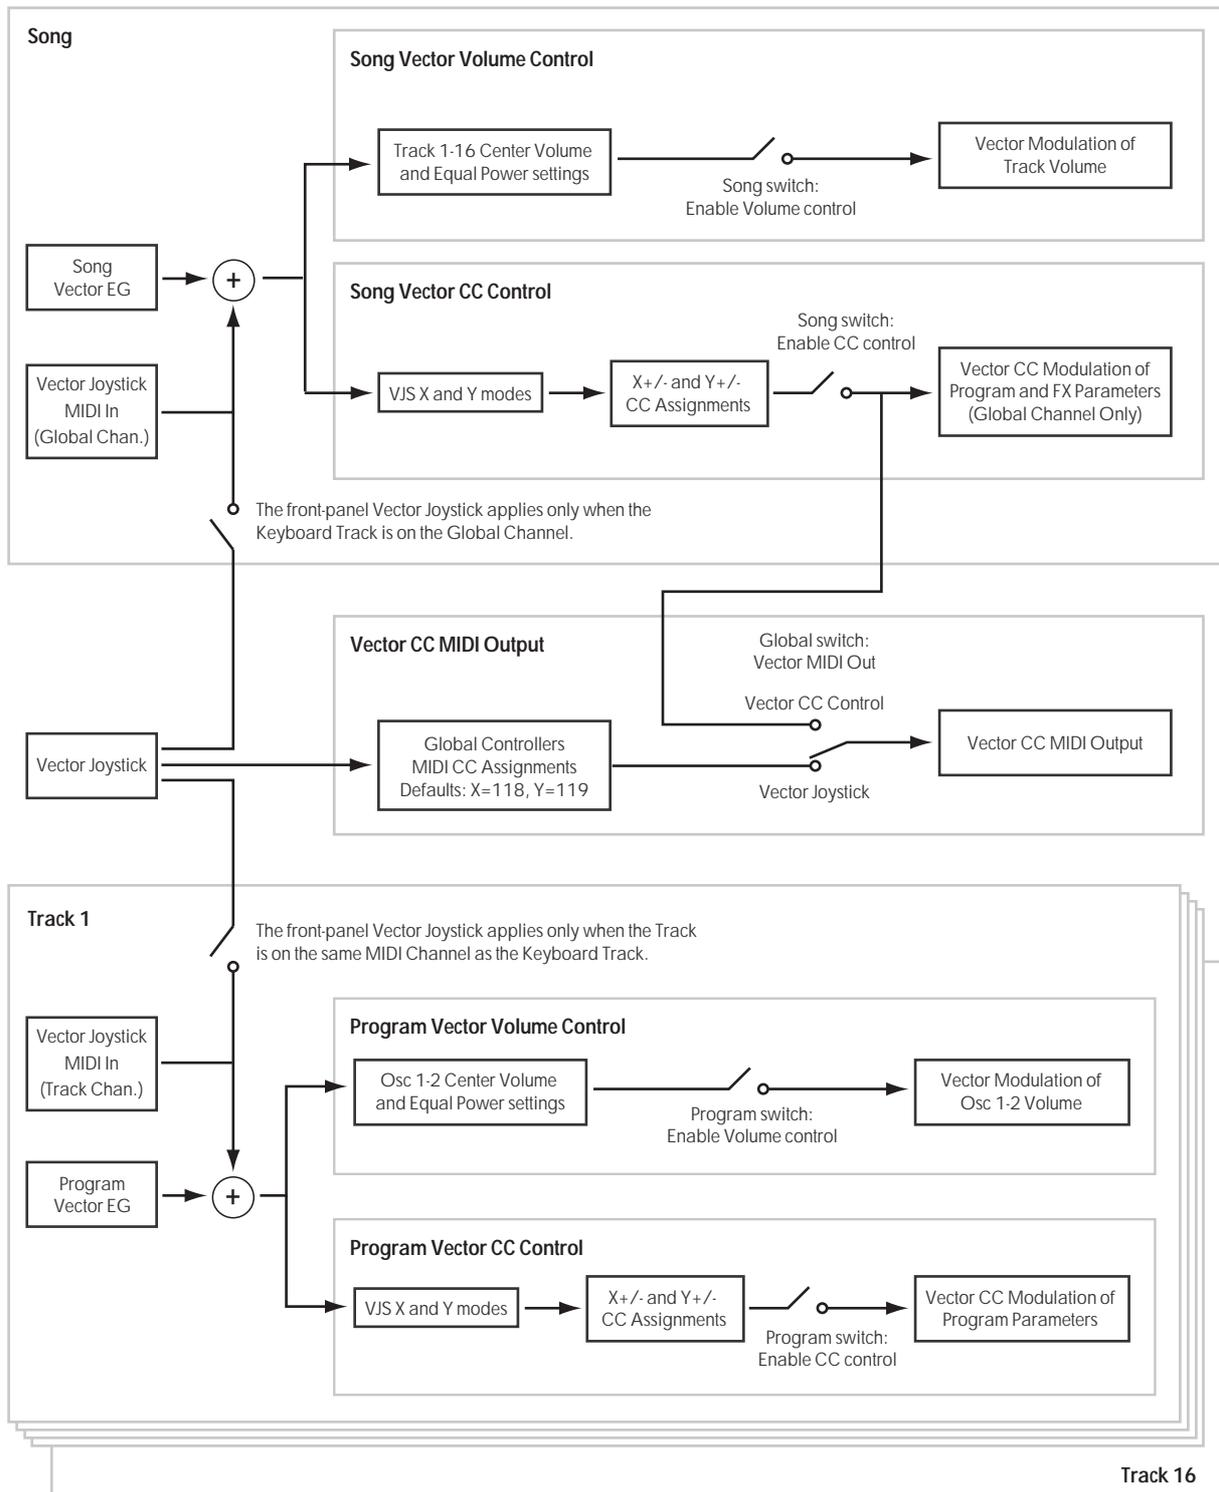 Song
Song Vector Volume Control
Track 1-16 Center Volume
and Equal Power settings
Song switch:
Enable Volume control
Vector Modulation of
Track Volume
Song
Vector EG
+
Vector Joystick
MIDI In
(Global Chan.)
Song Vector CC Control
VJS X and Y modes
X+/- and Y+/-
CC Assignments
Song switch:
Enable CC control
Vector CC Modulation of
Program and FX Parameters
(Global Channel Only)
The front-panel Vector Joystick applies only when the
Keyboard Track is on the Global Channel.
Vector CC MIDI Output
Global switch:
Vector MIDI Out
Vector CC Control
Vector Joystick
Global Controllers
MIDI CC Assignments
Defaults: X=118, Y=119
Vector Joystick
Vector CC MIDI Output
Track 1
The front-panel Vector Joystick applies only when the Track
is on the same MIDI Channel as the Keyboard Track.
Vector Joystick
MIDI In
(Track Chan.)
Program
Vector EG
+
Program Vector Volume Control
Osc 1-2 Center Volume
and Equal Power settings
Program switch:
Enable Volume control
Vector Modulation of
Osc 1-2 Volume
Program Vector CC Control
VJS X and Y modes
X+/- and Y+/-
CC Assignments
Program switch:
Enable CC control
Vector CC Modulation of
Program Parameters
Track 16